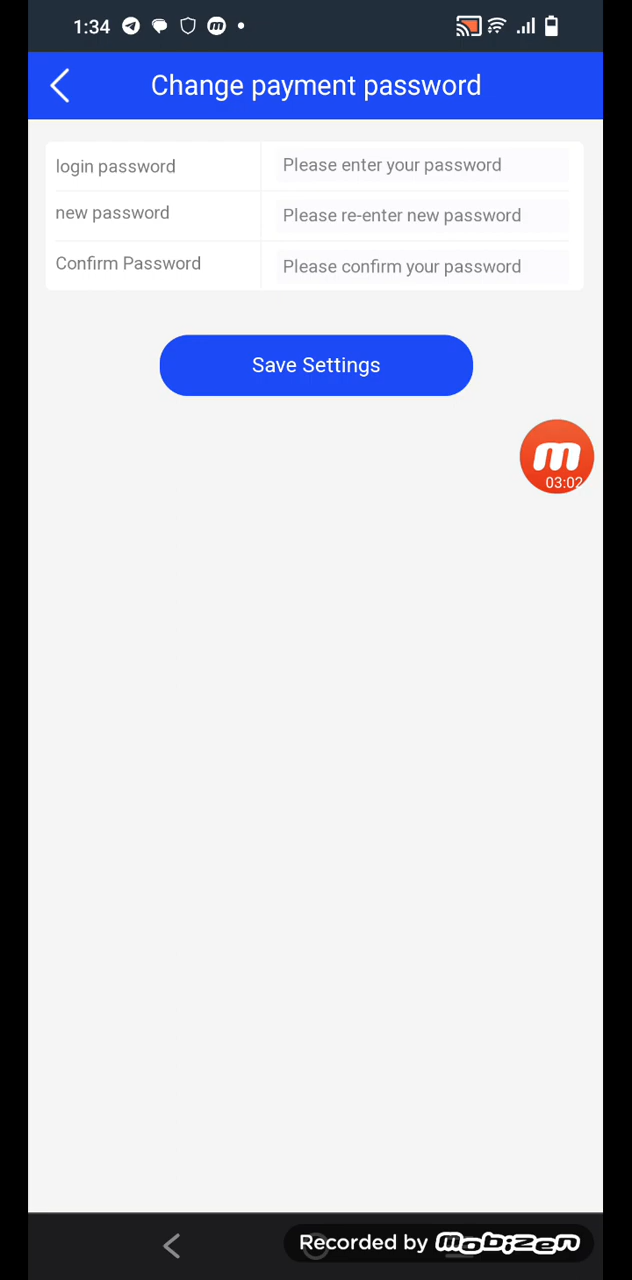 1:34
Change payment password
login password Please enter your password
new password Please re-enter new password
Confirm Password Please confirm your password
Save Settings
m
03:02
Recorded by mobizen